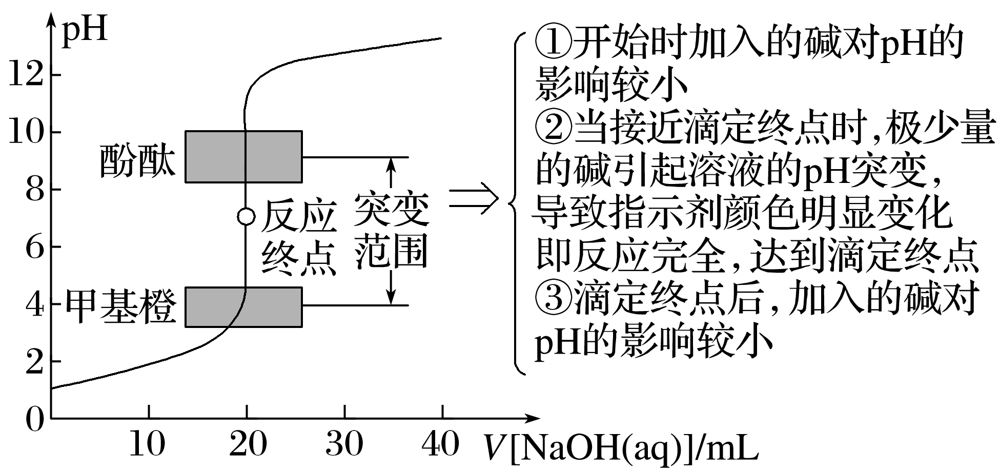 pH
12
10
8
6
4
2
0
10
20
30
40
V[NaOH(aq)]/mL
酚酞
甲基橙
反应
终点
突变
范围
①开始时加入的碱对pH的
影响较小
②当接近滴定终点时,极少量
的碱引起溶液的pH突变,
导致指示剂颜色明显变化
即反应完全,达到滴定终点
③滴定终点后,加入的碱对
pH的影响较小